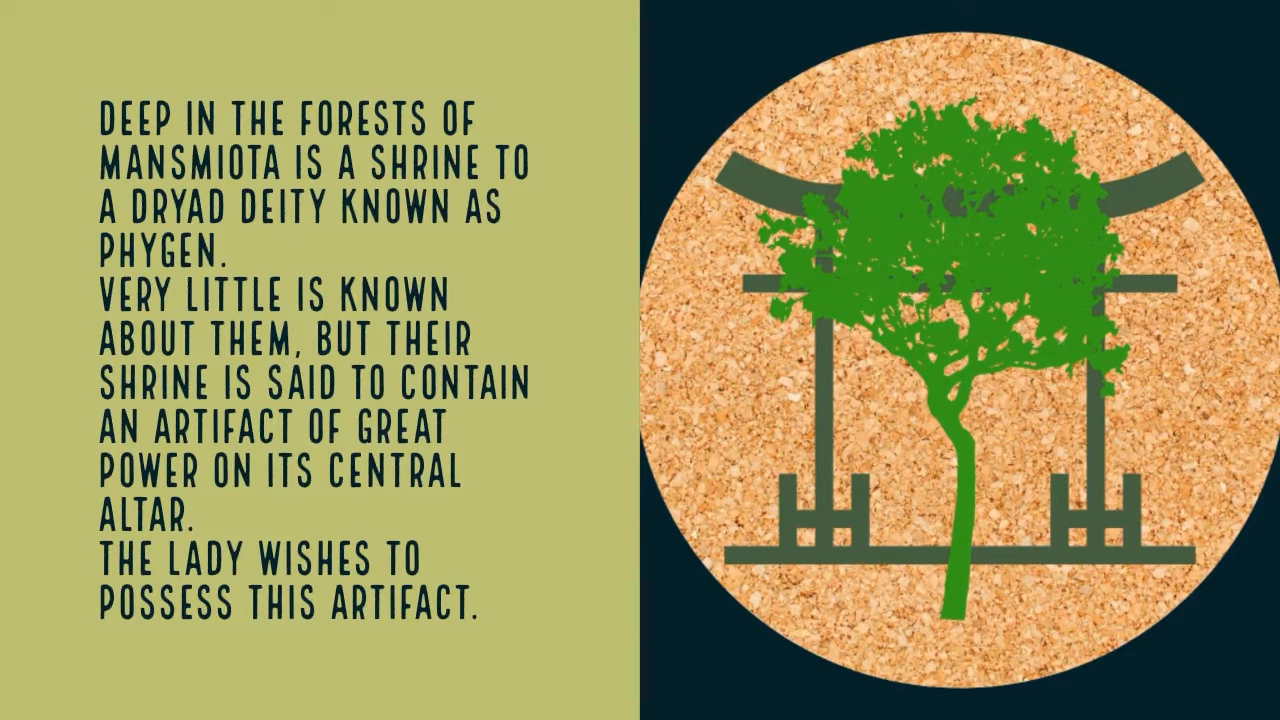 DEEP IN THE FORESTS OF
MANSMIOTA IS A SHRINE TO
A DRYAD DEITY KNOWN AS
PHYGEN.
VERY LITTLE IS KNOWN
ABOUT THEM, BUT THEIR
SHRINE IS SAID TO CONTAIN
AN ARTIFACT OF GREAT
POWER ON ITS CENTRAL
ALTAR.
THE LADY WISHES TO
POSSESS THIS ARTIFACT.